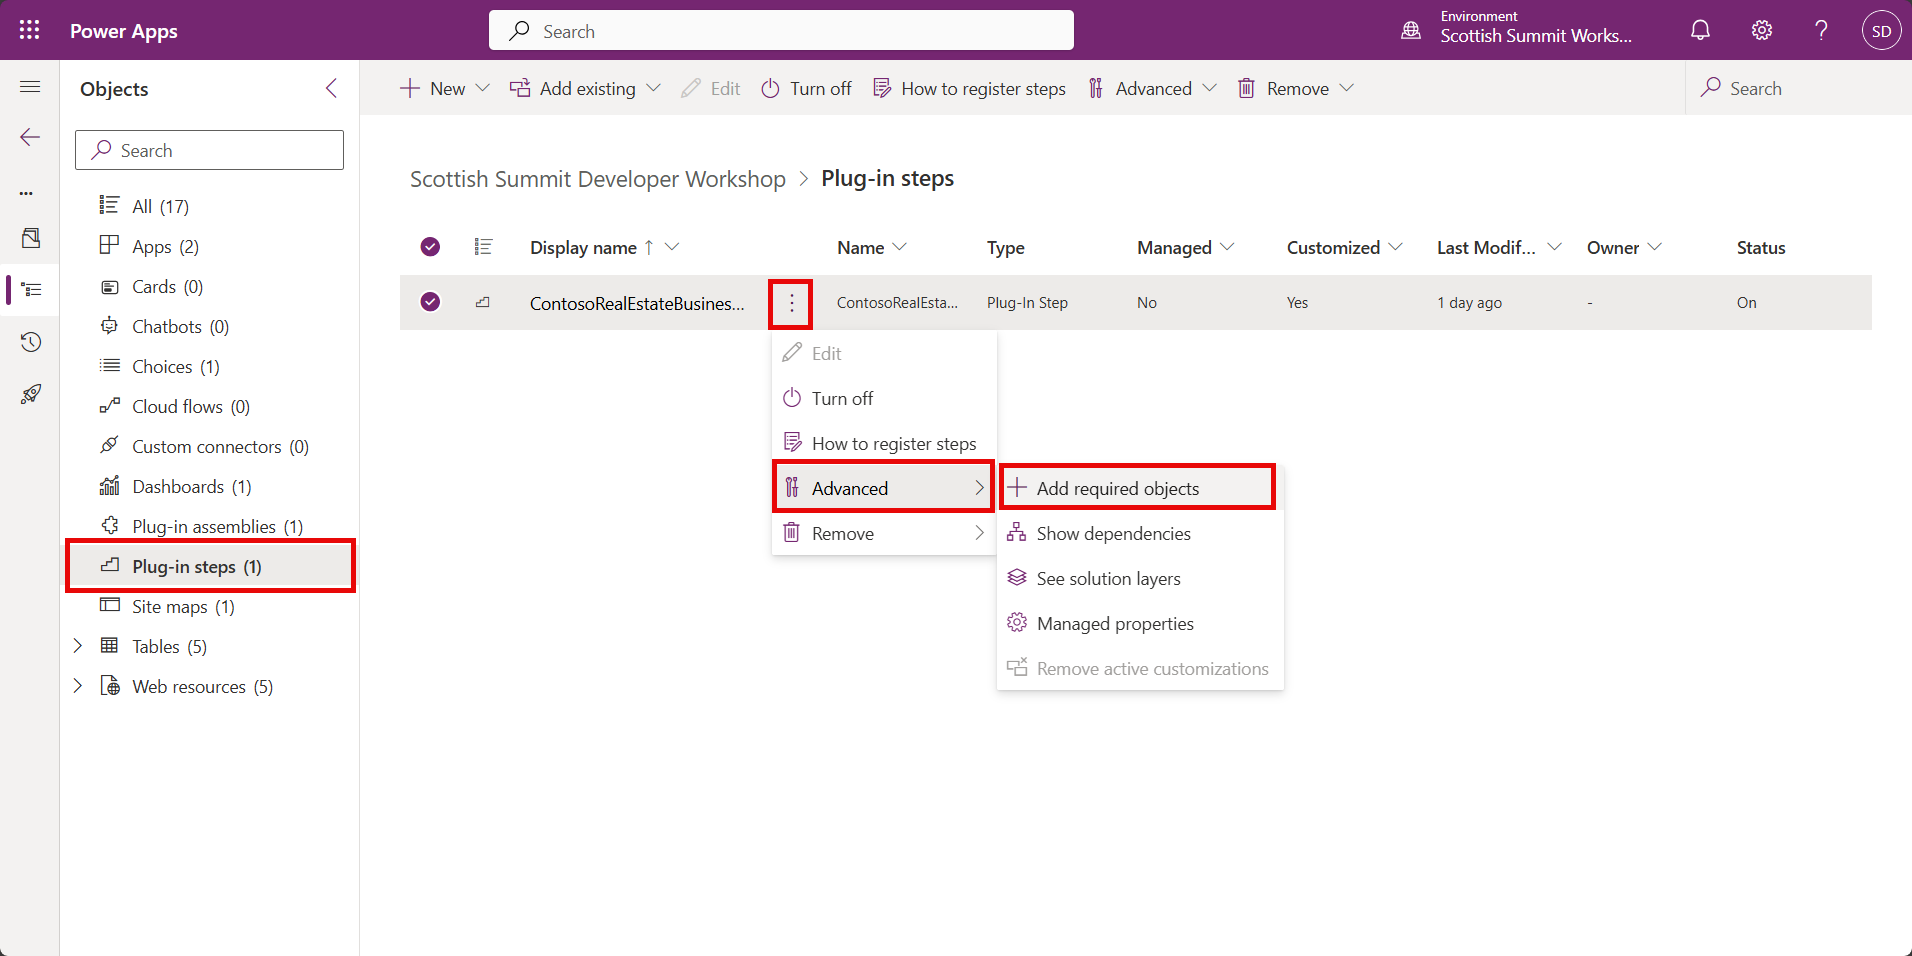 Power Apps
Search
Environment
Scottish Summit Works...
?
SD
Objects
New
Add existing
Edit
Turn off
How to register steps
Advanced
Remove
Search
Search
...
All (17)
Apps (2)
Cards (0)
Chatbots (0)
Choices (1)
Cloud flows (0)
Custom connectors (0)
Dashboards (1)
Plug-in assemblies (1)
Plug-in steps (1)
Site maps (1)
Tables (5)
Web resources (5)
Scottish Summit Developer Workshop > Plug-in steps
Display name ↑
Name
Type
Managed
Customized
Last Modif...
Owner
Status
ContosoRealEstateBusines...
ContosoRealEsta...
Plug-In Step
No
Yes
1 day ago
-
On
Edit
Turn off
How to register steps
Advanced
Remove
Add required objects
Show dependencies
See solution layers
Managed properties
Remove active customizations